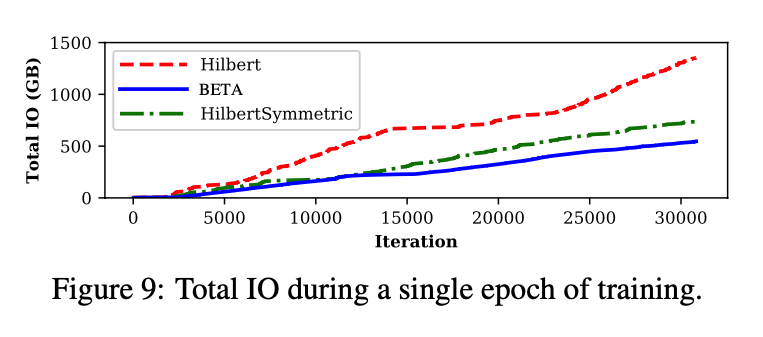 1500
1000
500
0
Total IO (GB)
Hilbert
BETA
HilbertSymmetric
0 5000 10000 15000 20000 25000 30000
Iteration
Figure 9: Total IO during a single epoch of training.